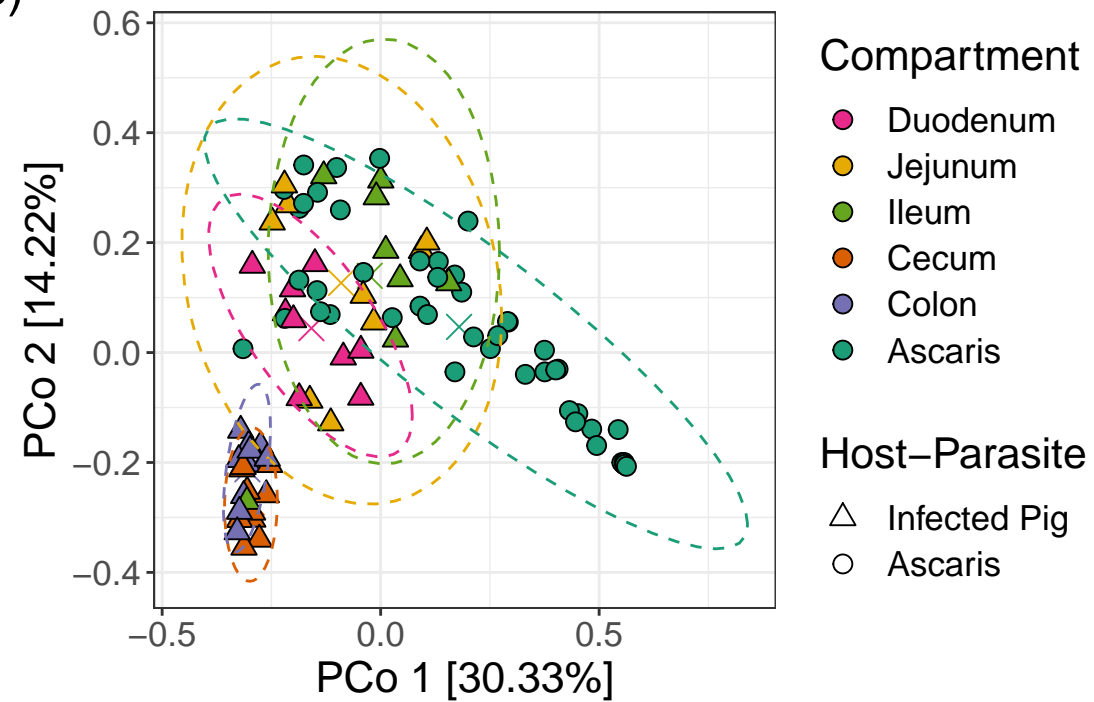 0.6
0.4
0.2
0.0
−0.2
−0.4
PCo 2 [14.22%]
−0.5
0.0
0.5
PCo 1 [30.33%]
Compartment
Duodenum
Jejunum
Ileum
Cecum
Colon
Ascaris
Host−Parasite
Infected Pig
Ascaris